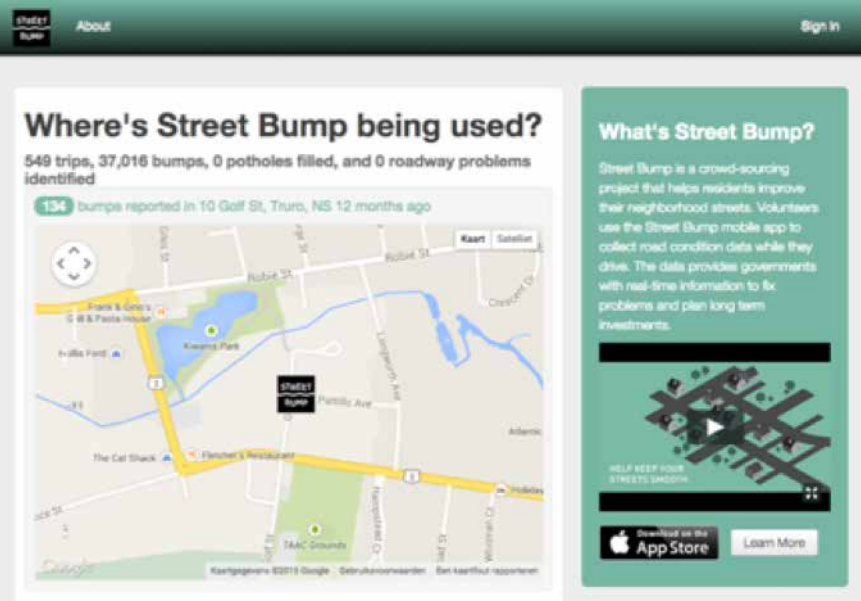 STREET
BUMP
About
Sign In
Where's Street Bump being used?
549 trips, 37,016 bumps, 0 potholes filled, and 0 roadway problems
identified
134 bumps reported in 10 Golf St, Truro, NS 12 months ago
Kaart Satelliet
Robie St
Robie St
Crescent
Frank & Gino's
Grill & Pasta House
Kiwanis Park
Longworth Ave
STREET
BUMP
The Cat Shack
Fletcher's Restaurant
Holiday
Hampstead Ct
TAAC Grounds
Google
Kaartgegevens ©2015 Google Gebruiksvoorwaarden Een kaartfout rapporteren
What's Street Bump?
Street Bump is a crowd-sourcing
project that helps residents improve
their neighborhood streets. Volunteers
use the Street Bump mobile app to
collect road condition data while they
drive. The data provides governments
with real-time information to fix
problems and plan long term
investments.
HELP KEEP YOUR
STREETS SMOOTH
Download on the
App Store
Learn More